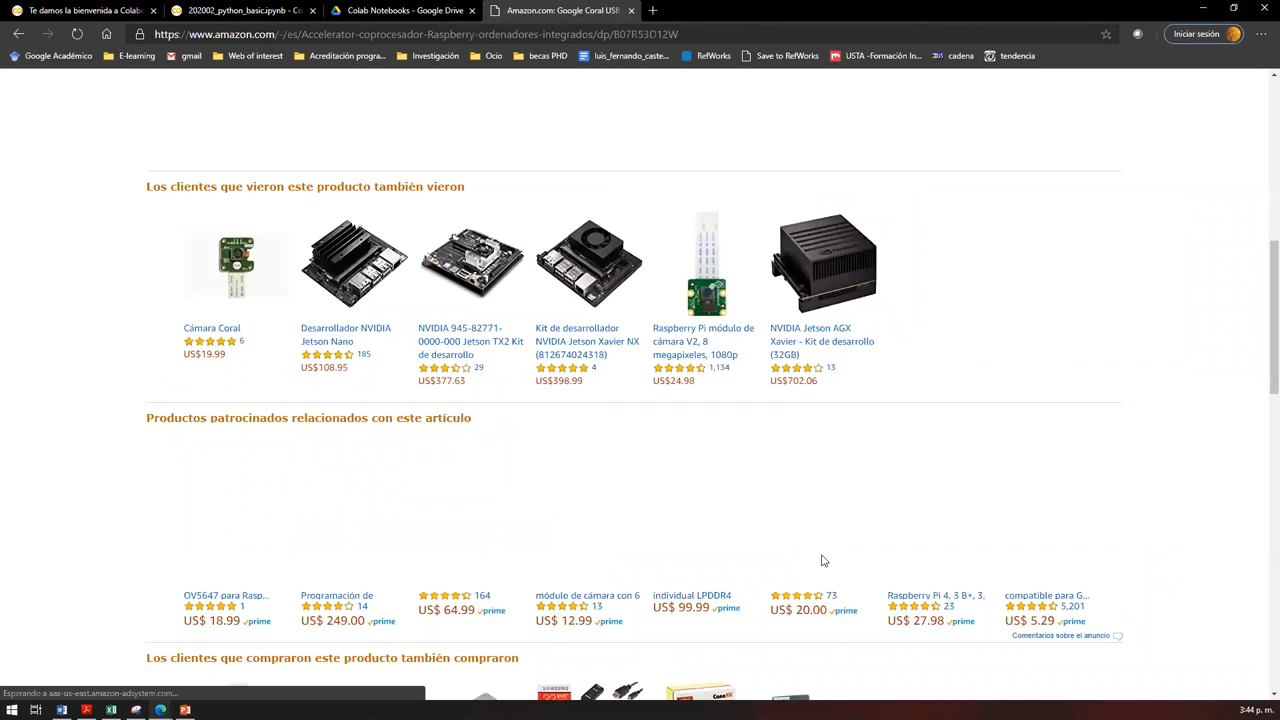 Te damos la bienvenida a Colabo
202002_python_basic.ipynb - Co
Colab Notebooks - Google Drive
Amazon.com: Google Coral USB
https://www.amazon.com/-/es/Accelerator-coprocesador-Raspberry-ordenadores-integrados/dp/B07R53D12W
Iniciar sesión
Google Académico
E-learning
gmail
Web of interest
Acreditación progra...
Investigación
Ocio
becas PHD
luis_fernando_caste...
RefWorks
Save to RefWorks
USTA -Formación In...
cadena
tendencia
Los clientes que vieron este producto también vieron
Cámara Coral
6
US$19.99
Desarrollador NVIDIA
Jetson Nano
185
US$108.95
NVIDIA 945-82771-
0000-000 Jetson TX2 Kit
de desarrollo
29
US$377.63
Kit de desarrollador
NVIDIA Jetson Xavier NX
(812674024318)
4
US$398.99
Raspberry Pi módulo de
cámara V2, 8
megapixeles, 1080p
1,134
US$24.98
NVIDIA Jetson AGX
Xavier - Kit de desarrollo
(32GB)
13
US$702.06
Productos patrocinados relacionados con este artículo
OV5647 para Rasp...
1
US$ 18.99 prime
Programación de
14
US$ 249.00 prime
164
US$ 64.99 prime
módulo de cámara con 6
13
US$ 12.99 prime
individual LPDDR4
US$ 99.99 prime
73
US$ 20.00 prime
Raspberry Pi 4, 3 B+, 3,
23
US$ 27.98 prime
compatible para G...
5,201
US$ 5.29 prime
Comentarios sobre el anuncio
Los clientes que compraron este producto también compraron
SAMSUNG
Esperando a aax-us-east.amazon-adsystem.com...
3:44 p. m.